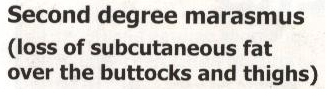 Second degree marasmus
(loss of subcutaneous fat
over the buttocks and thighs)